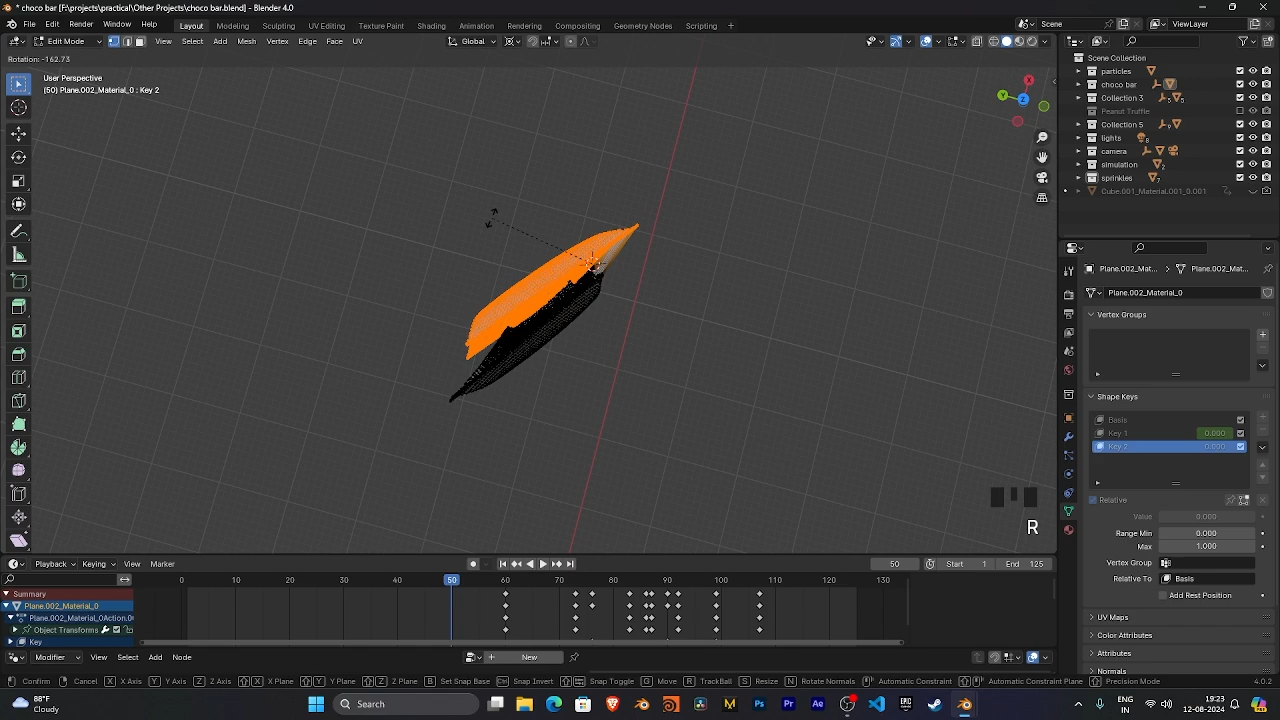 * choco bar [F:\projects\practical\Other Projects\choco bar.blend] - Blender 4.0
File Edit Render Window Help Layout Modeling Sculpting UV Editing Texture Paint Shading Animation Rendering Compositing Geometry Nodes Scripting + Scene ViewLayer
Edit Mode View Select Add Mesh Vertex Edge Face UV Global
Rotation: -162.73
User Perspective
(50) Plane.002_Material_0 : Key 2
X
Y
Z
R
Scene Collection
particles
choco bar
Collection 3 5 5
Peanut Truffle
Collection 5 9
lights 8
camera
simulation 2
sprinkles 7
Cube.001_Material.001_0.001
Plane.002_Mat... Plane.002_Mat...
Plane.002_Material_0
Vertex Groups
Shape Keys
Basis
Key 1 0.000
Key 2 0.000
Relative
Value 0.000
Range Min 0.000
Max 1.000
Vertex Group
Relative To Basis
Add Rest Position
UV Maps
Color Attributes
Attributes
Normals
Playback Keying View Marker 50 Start 1 End 125
0 10 20 30 40 50 60 70 80 90 100 110 120 130
Summary
Plane.002_Material_0
Plane.002_Material_0Action.00
Object Transforms
Key
Modifier View Select Add Node New
Confirm Cancel X X Axis Y Y Axis Z Z Axis X X Plane Y Y Plane Z Z Plane B Set Snap Base Snap Invert Snap Toggle G Move R TrackBall S Resize N Rotate Normals Automatic Constraint Automatic Constraint Plane Precision Mode 4.0.2
88°F
Cloudy
Search
ENG
IN
19:23
12-08-2024